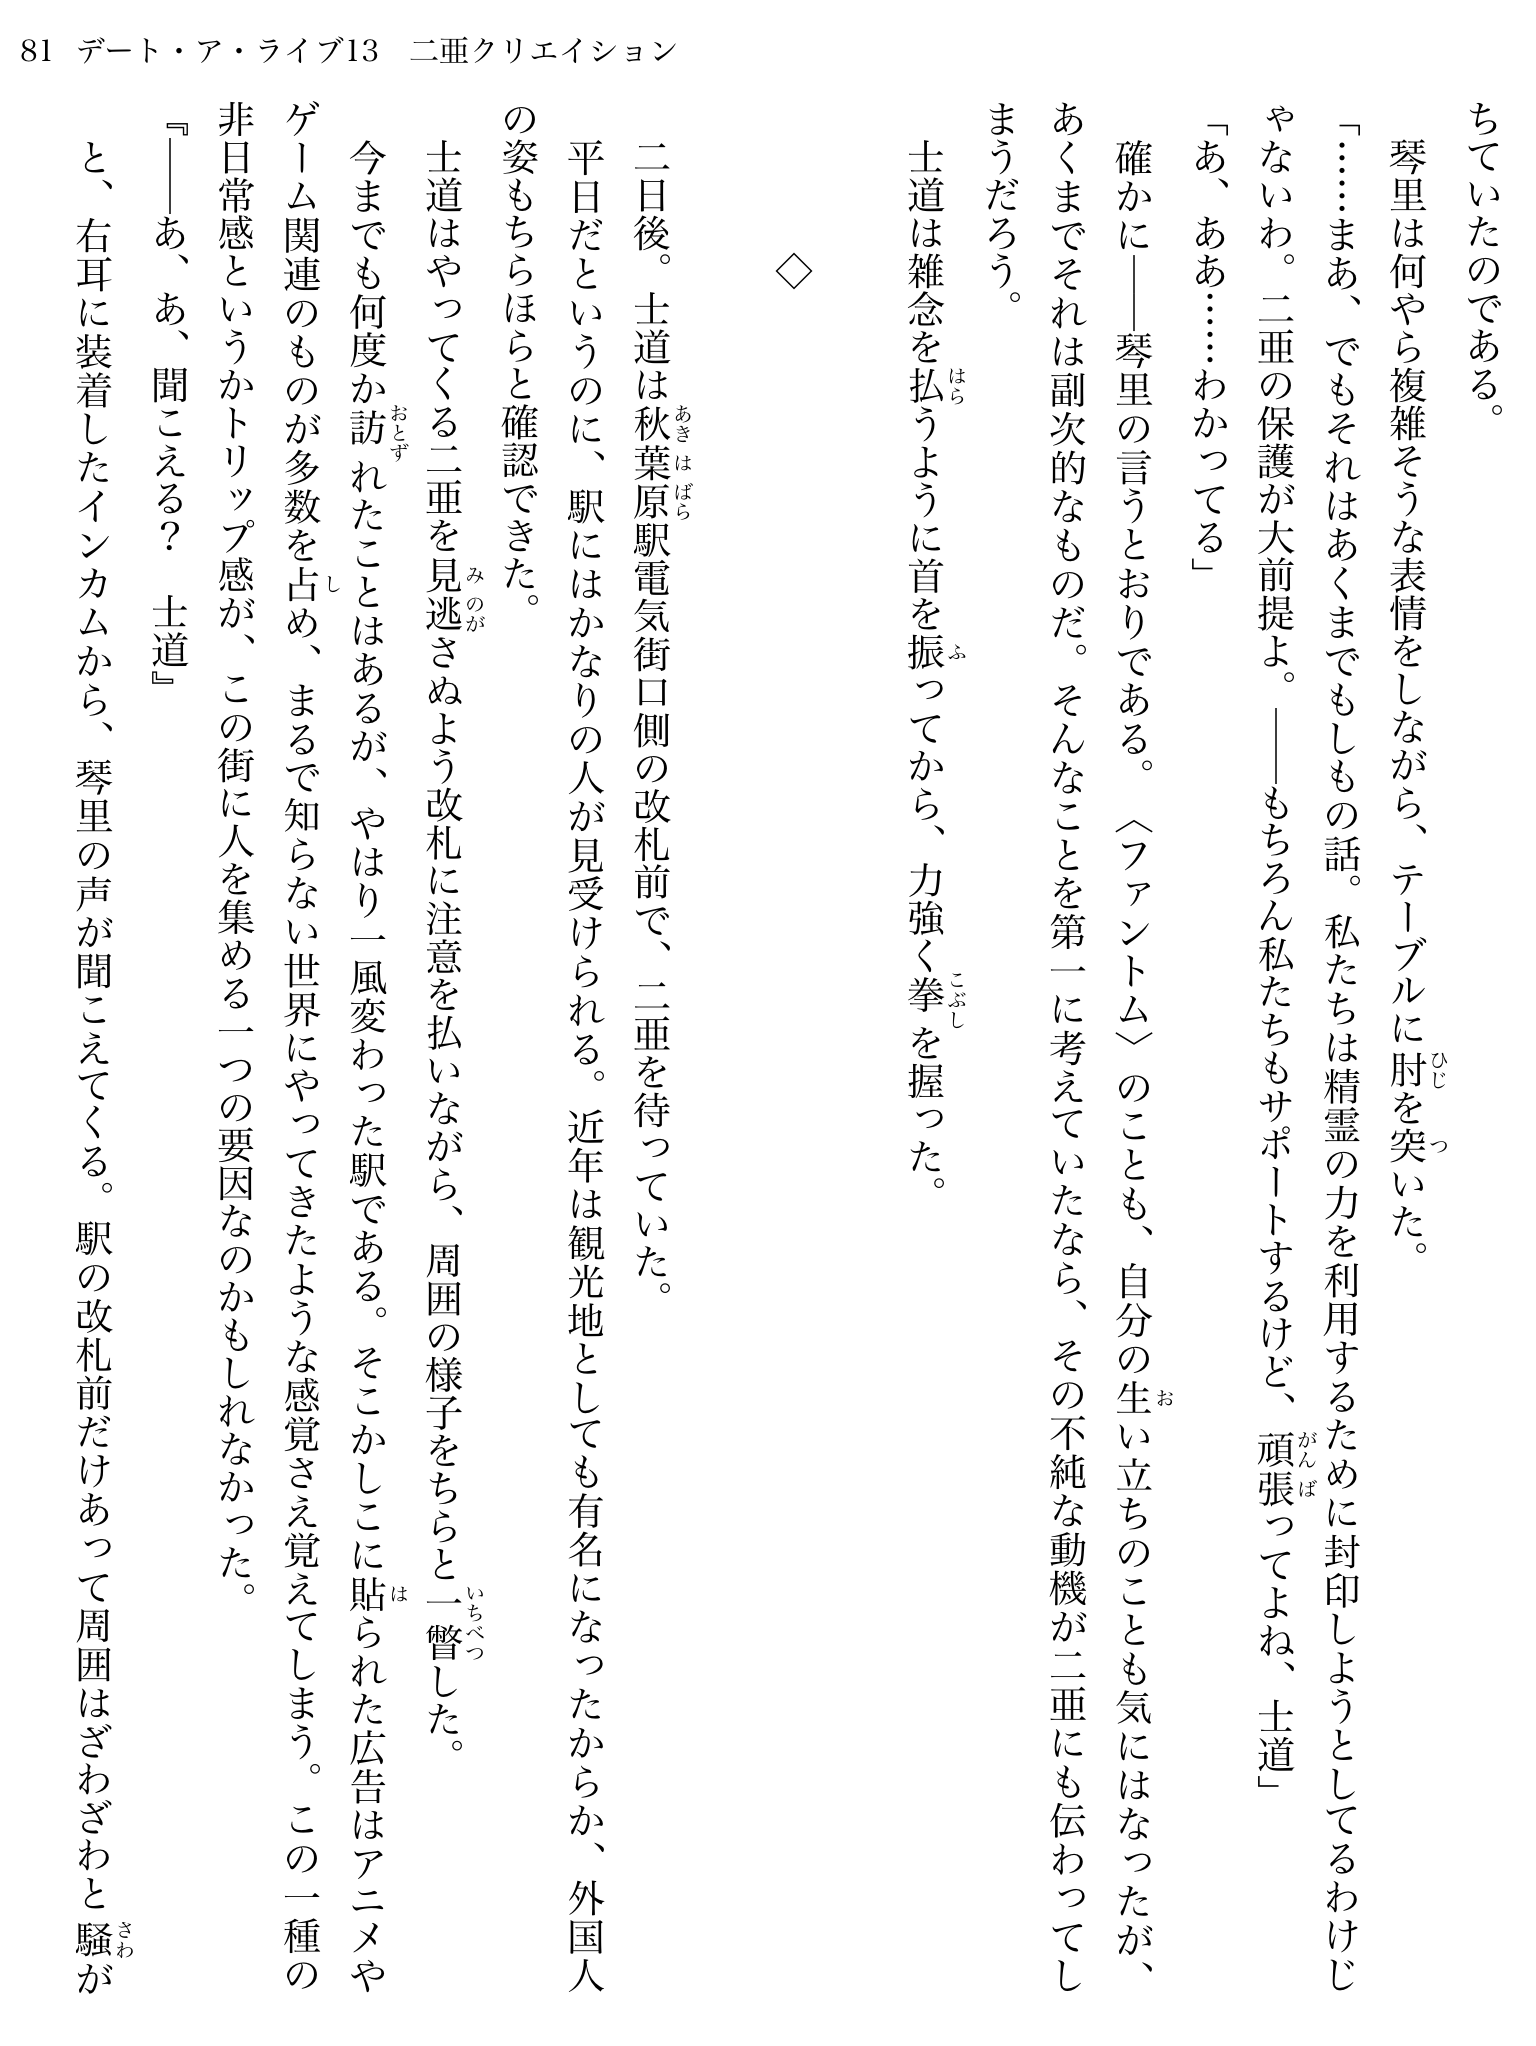 81 デート・ア・ライブ13 二亜クリエイション
ちていたのである。
琴里は何やら複雑そうな表情をしながら、テーブルに肘を突いた。
「……まあ、でもそれはあくまでもしもの話。私たちは精霊の力を利用するために封印しようとしてるわけじ
ゃないわ。二亜の保護が大前提よ。――もちろん私たちもサポートするけど、頑張ってよね、士道」
「あ、ああ……わかってる」
確かに――琴里の言うとおりである。〈ファントム〉のことも、自分の生い立ちのことも気にはなったが、
あくまでそれは副次的なものだ。そんなことを第一に考えていたなら、その不純な動機が二亜にも伝わってし
まうだろう。
士道は雑念を払うように首を振ってから、力強く拳を握った。
◇
二日後。士道は秋葉原駅電気街口側の改札前で、二亜を待っていた。
平日だというのに、駅にはかなりの人が見受けられる。近年は観光地としても有名になったからか、外国人
の姿もちらほらと確認できた。
士道はやってくる二亜を見逃さぬよう改札に注意を払いながら、周囲の様子をちらと一瞥した。
今までも何度か訪れたことはあるが、やはり一風変わった駅である。そこかしこに貼られた広告はアニメや
ゲーム関連のものが多数を占め、まるで知らない世界にやってきたような感覚さえ覚えてしまう。この一種の
非日常感というかトリップ感が、この街に人を集める一つの要因なのかもしれなかった。
『――あ、あ、聞こえる？　士道』
と、右耳に装着したインカムから、琴里の声が聞こえてくる。駅の改札前だけあって周囲はざわざわと騒が